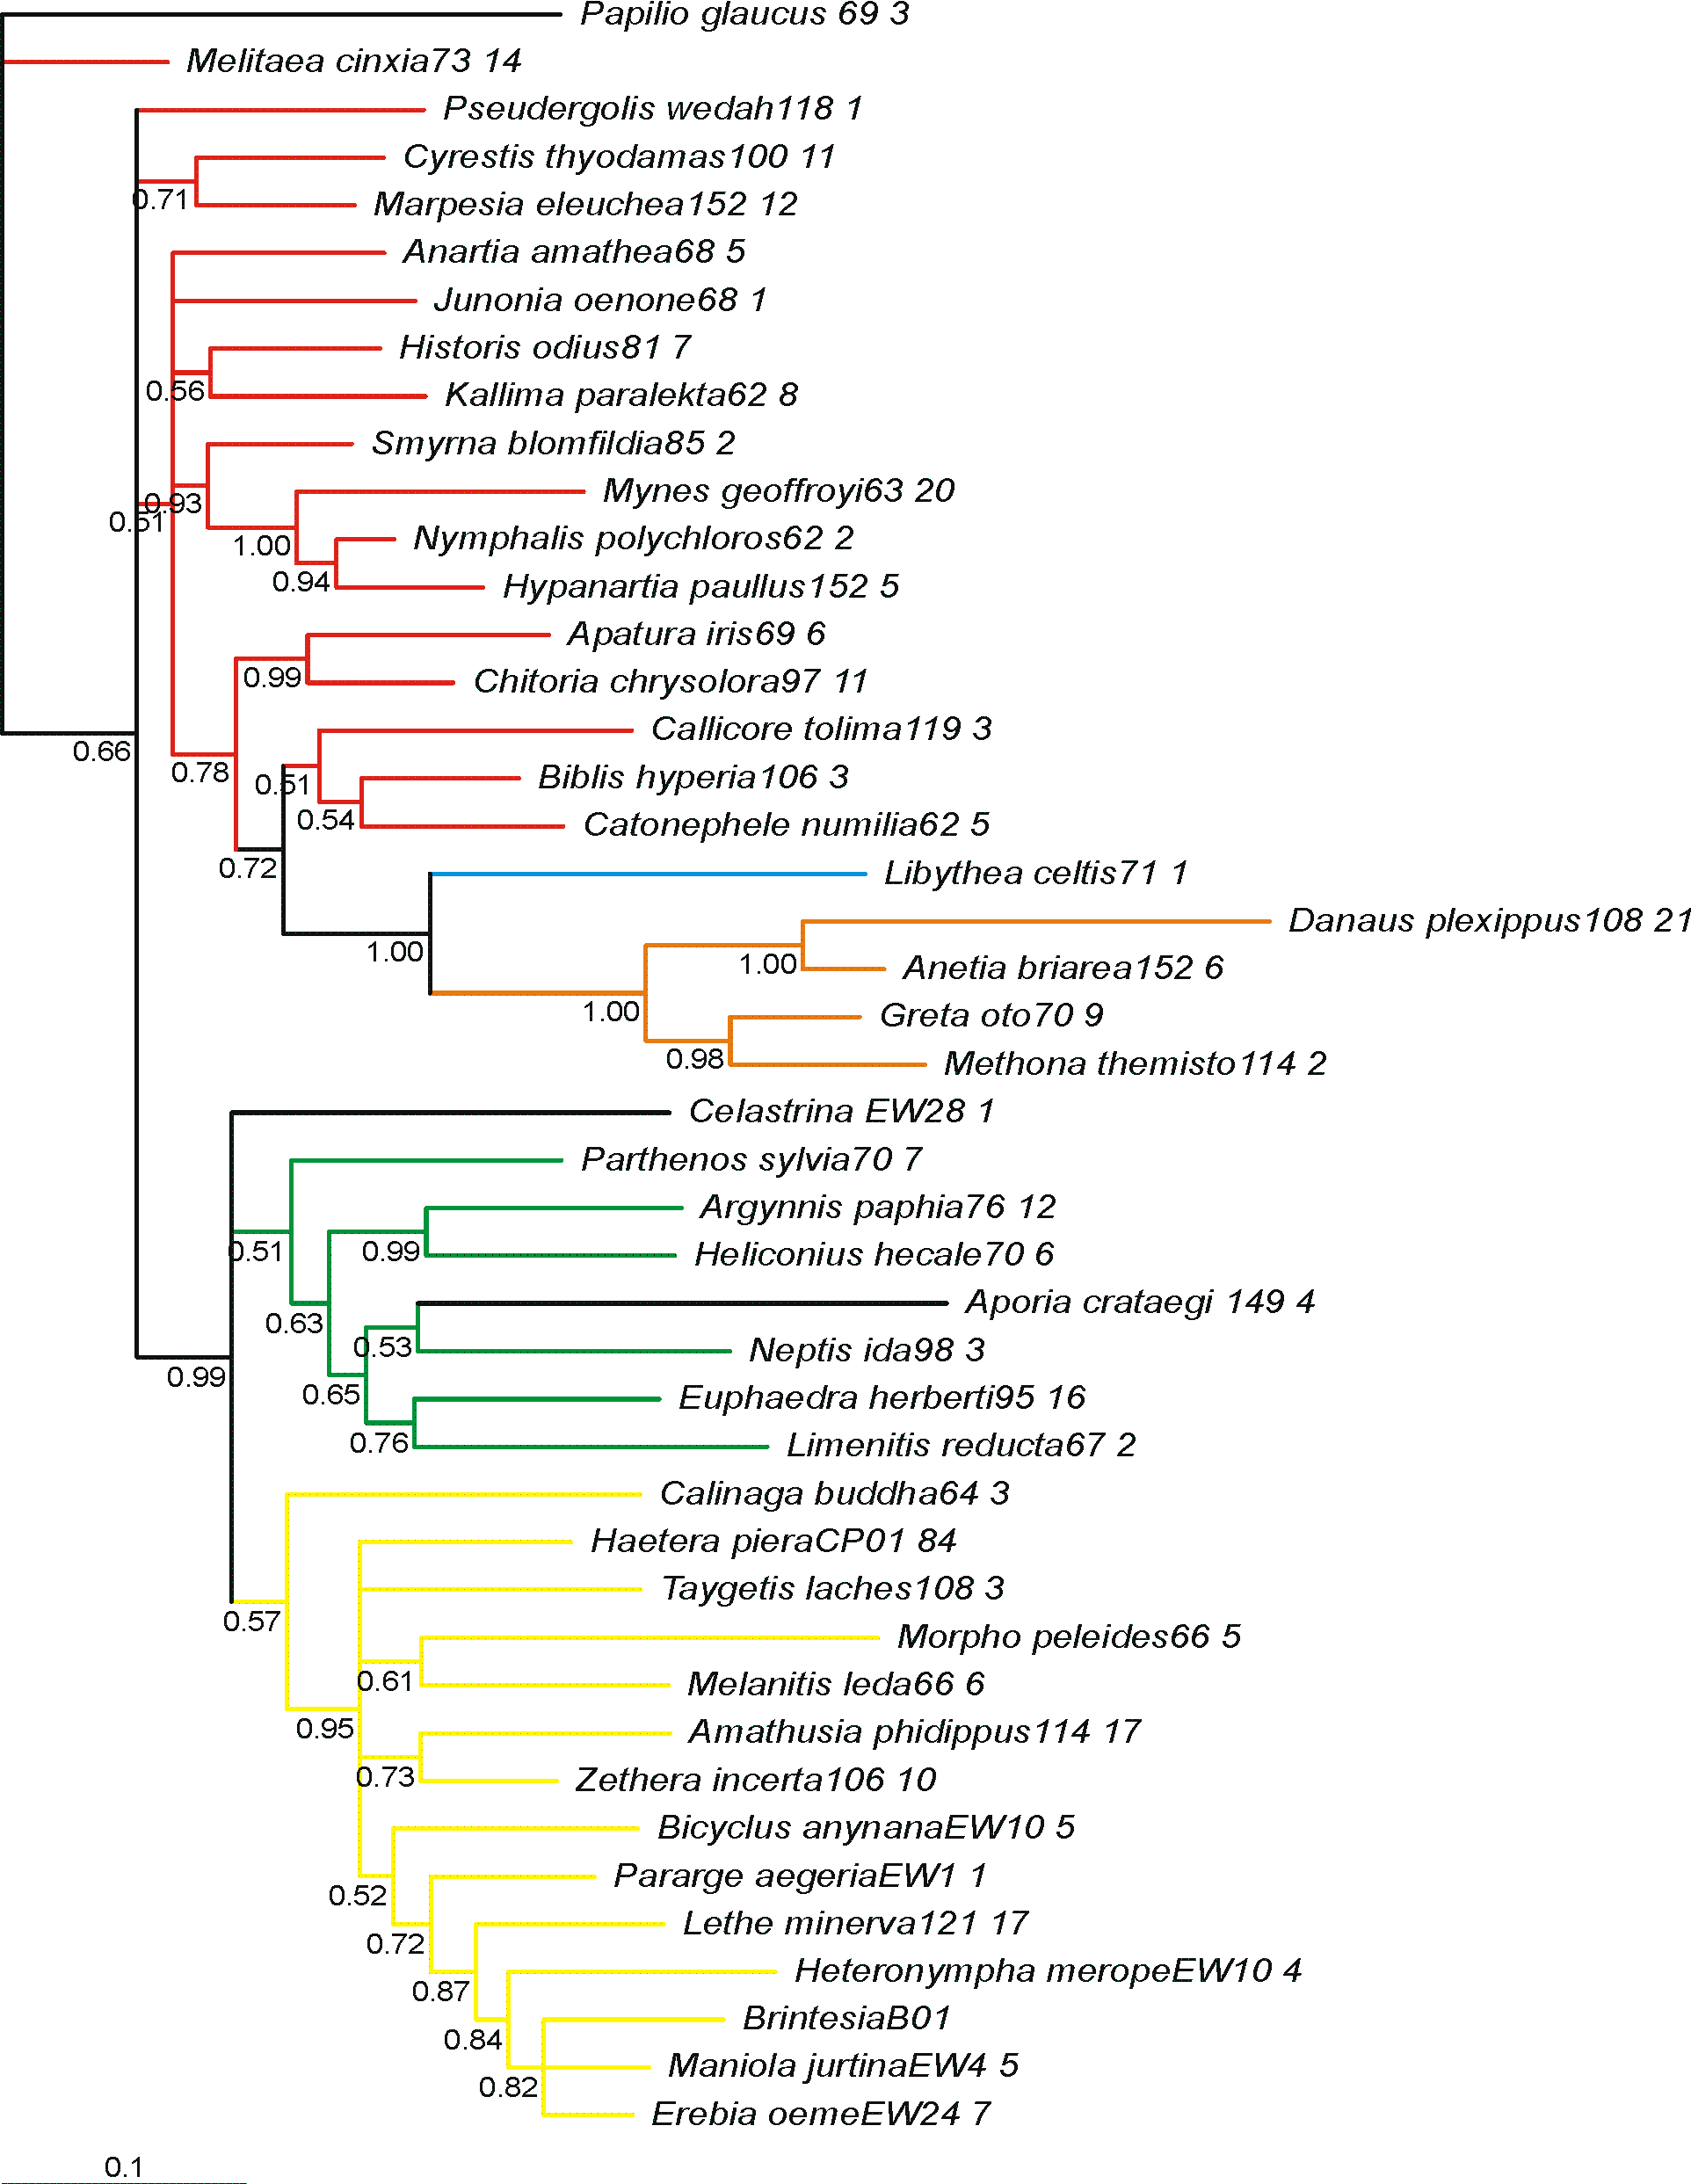 Papilio glaucus 69 3
Melitaea cinxia73 14
Pseudergolis wedah118 1
Cyrestis thyodamas100 11
0.71
Marpesia eleuchea152 12
Anartia amathea68 5
Junonia oenone68 1
Historis odius81 7
0.56
Kallima paralekta62 8
Smyrna blomfildia85 2
Mynes geoffroyi63 20
0.93
0.51
Nymphalis polychloros62 2
1.00
Hypanartia paullus152 5
0.94
Apatura iris69 6
Chitoria chrysolora97 11
0.99
Callicore tolima119 3
0.66
Biblis hyperia106 3
0.78
0.51
Catonephele numilia62 5
0.54
Libythea celtis71 1
0.72
Danaus plexippus108 21
Anetia briarea152 6
1.00
1.00
Greta oto70 9
1.00
Methona themisto114 2
0.98
Celastrina EW28 1
Parthenos sylvia70 7
Argynnis paphia76 12
Heliconius hecale70 6
0.51
0.99
Aporia crataegi 149 4
0.63
Neptis ida98 3
0.53
0.99
Euphaedra herberti95 16
0.65
Limenitis reducta67 2
0.76
Calinaga buddha64 3
Haetera pieraCP01 84
Taygetis laches108 3
0.57
Morpho peleides66 5
Melanitis leda66 6
0.61
Amathusia phidippus114 17
0.95
Zethera incerta106 10
0.73
Bicyclus anynanaEW10 5
Pararge aegeriaEW1 1
0.52
Lethe minerva121 17
0.72
Heteronympha meropeEW10 4
0.87
BrintesiaB01
0.84
Maniola jurtinaEW4 5
0.82
Erebia oemeEW24 7
0.1